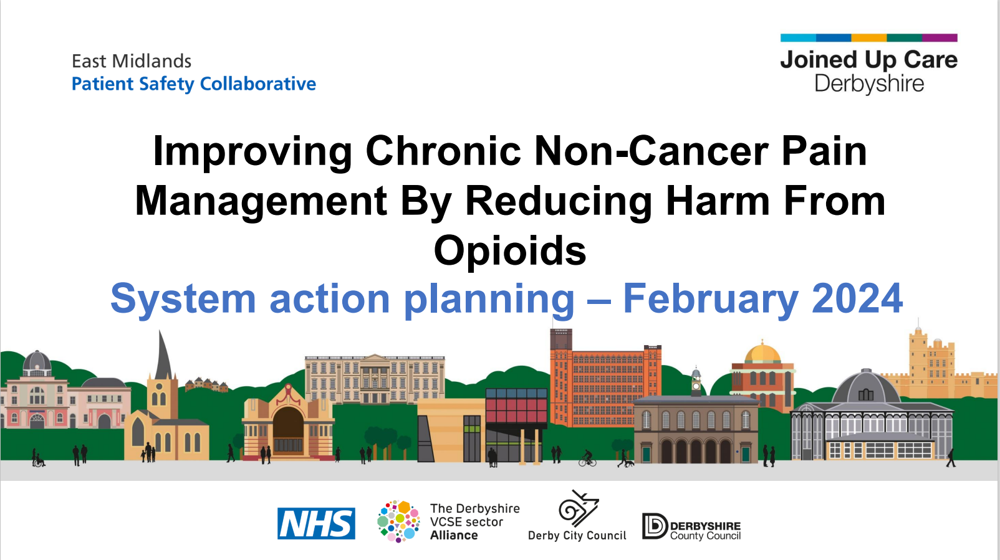 East Midlands
Patient Safety Collaborative
Joined Up Care
Derbyshire
Improving Chronic Non-Cancer Pain
Management By Reducing Harm From
Opioids
System action planning – February 2024
NHS
The Derbyshire
VCSE sector
Alliance
Derby City Council
DERBYSHIRE
County Council